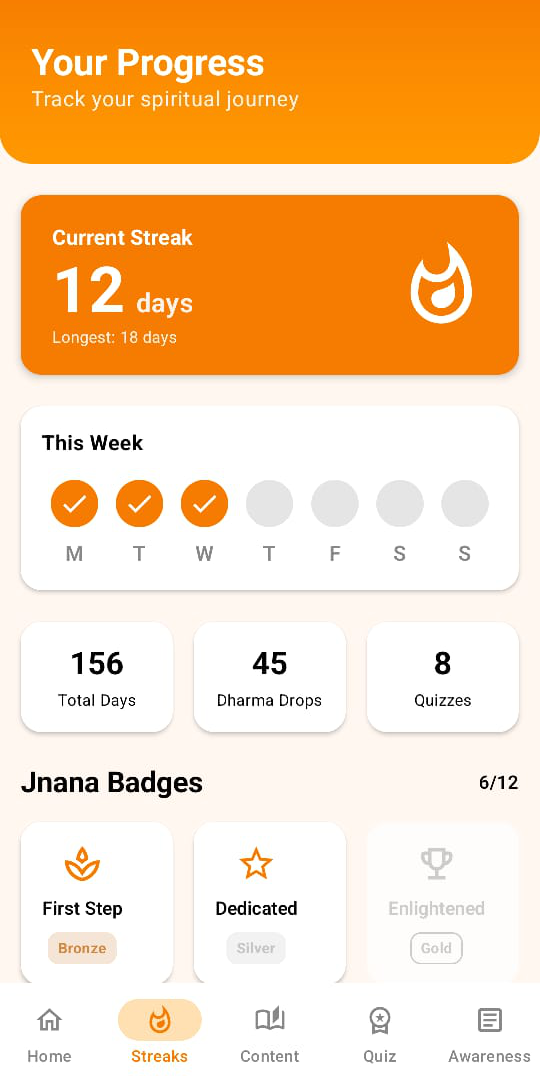 Your Progress
Track your spiritual journey
Current Streak
12 days
Longest: 18 days
This Week
M T W T F S S
156 45 8
Total Days Dharma Drops Quizzes
Jnana Badges 6/12
First Step Dedicated Enlightened
Bronze Silver Gold
Home Streaks Content Quiz Awareness